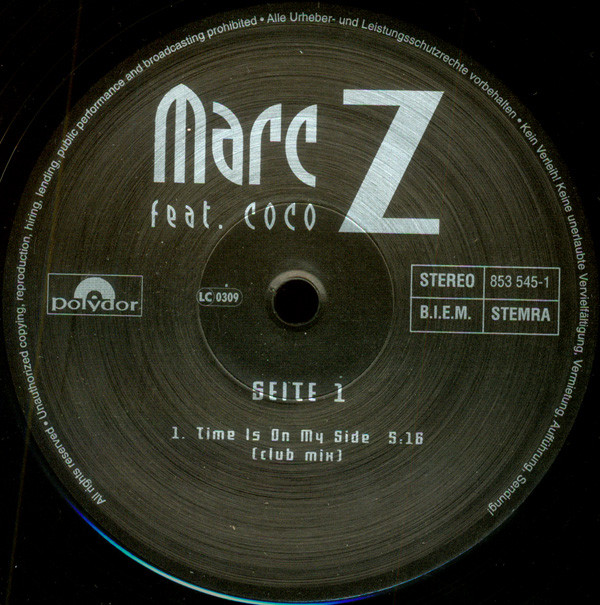 All rights reserved • Unauthorized copying, reproduction, hiring, lending, public performance and broadcasting prohibited • Alle Urheber- und Leistungsschutzrechte vorbehalten • Kein Verleih! Keine unerlaubte Vervielfältigung, Vermietung, Aufführung, Sendung!
Marc Z
feat. coco
polydor
LC 0309
STEREO 853 545-1
B.I.E.M. STEMRA
SEITE 1
1. Time Is On My Side 5:16
(club mix)